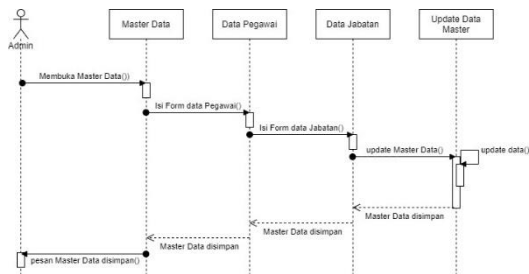 Master Data
Data Pegawai
Data Jabatan
Update Data
Master
Admin
Membuka Master Data())
Isi Form data Pegawai()
Isi Form data Jabatan()
update Master Data()
update data()
Master Data disimpan
Master Data disimpan
Master Data disimpan
pesan Master Data disimpan()